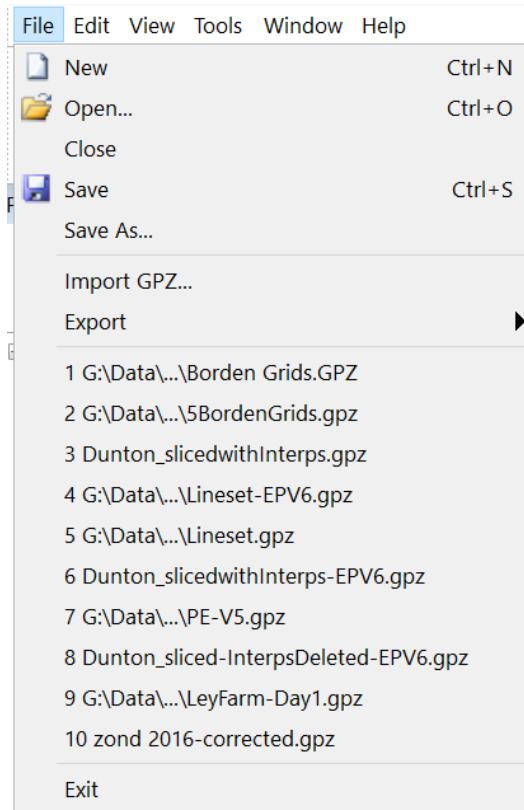 File Edit View Tools Window Help
New Ctrl+N
Open... Ctrl+O
Close
Save Ctrl+S
Save As...
Import GPZ...
Export
1 G:\Data\...\Borden Grids.GPZ
2 G:\Data\...\5BordenGrids.gpz
3 Dunton_slicedwithInterps.gpz
4 G:\Data\...\Lineset-EPV6.gpz
5 G:\Data\...\Lineset.gpz
6 Dunton_slicedwithInterps-EPV6.gpz
7 G:\Data\...\PE-V5.gpz
8 Dunton_sliced-InterpsDeleted-EPV6.gpz
9 G:\Data\...\LeyFarm-Day1.gpz
10 zond 2016-corrected.gpz
Exit